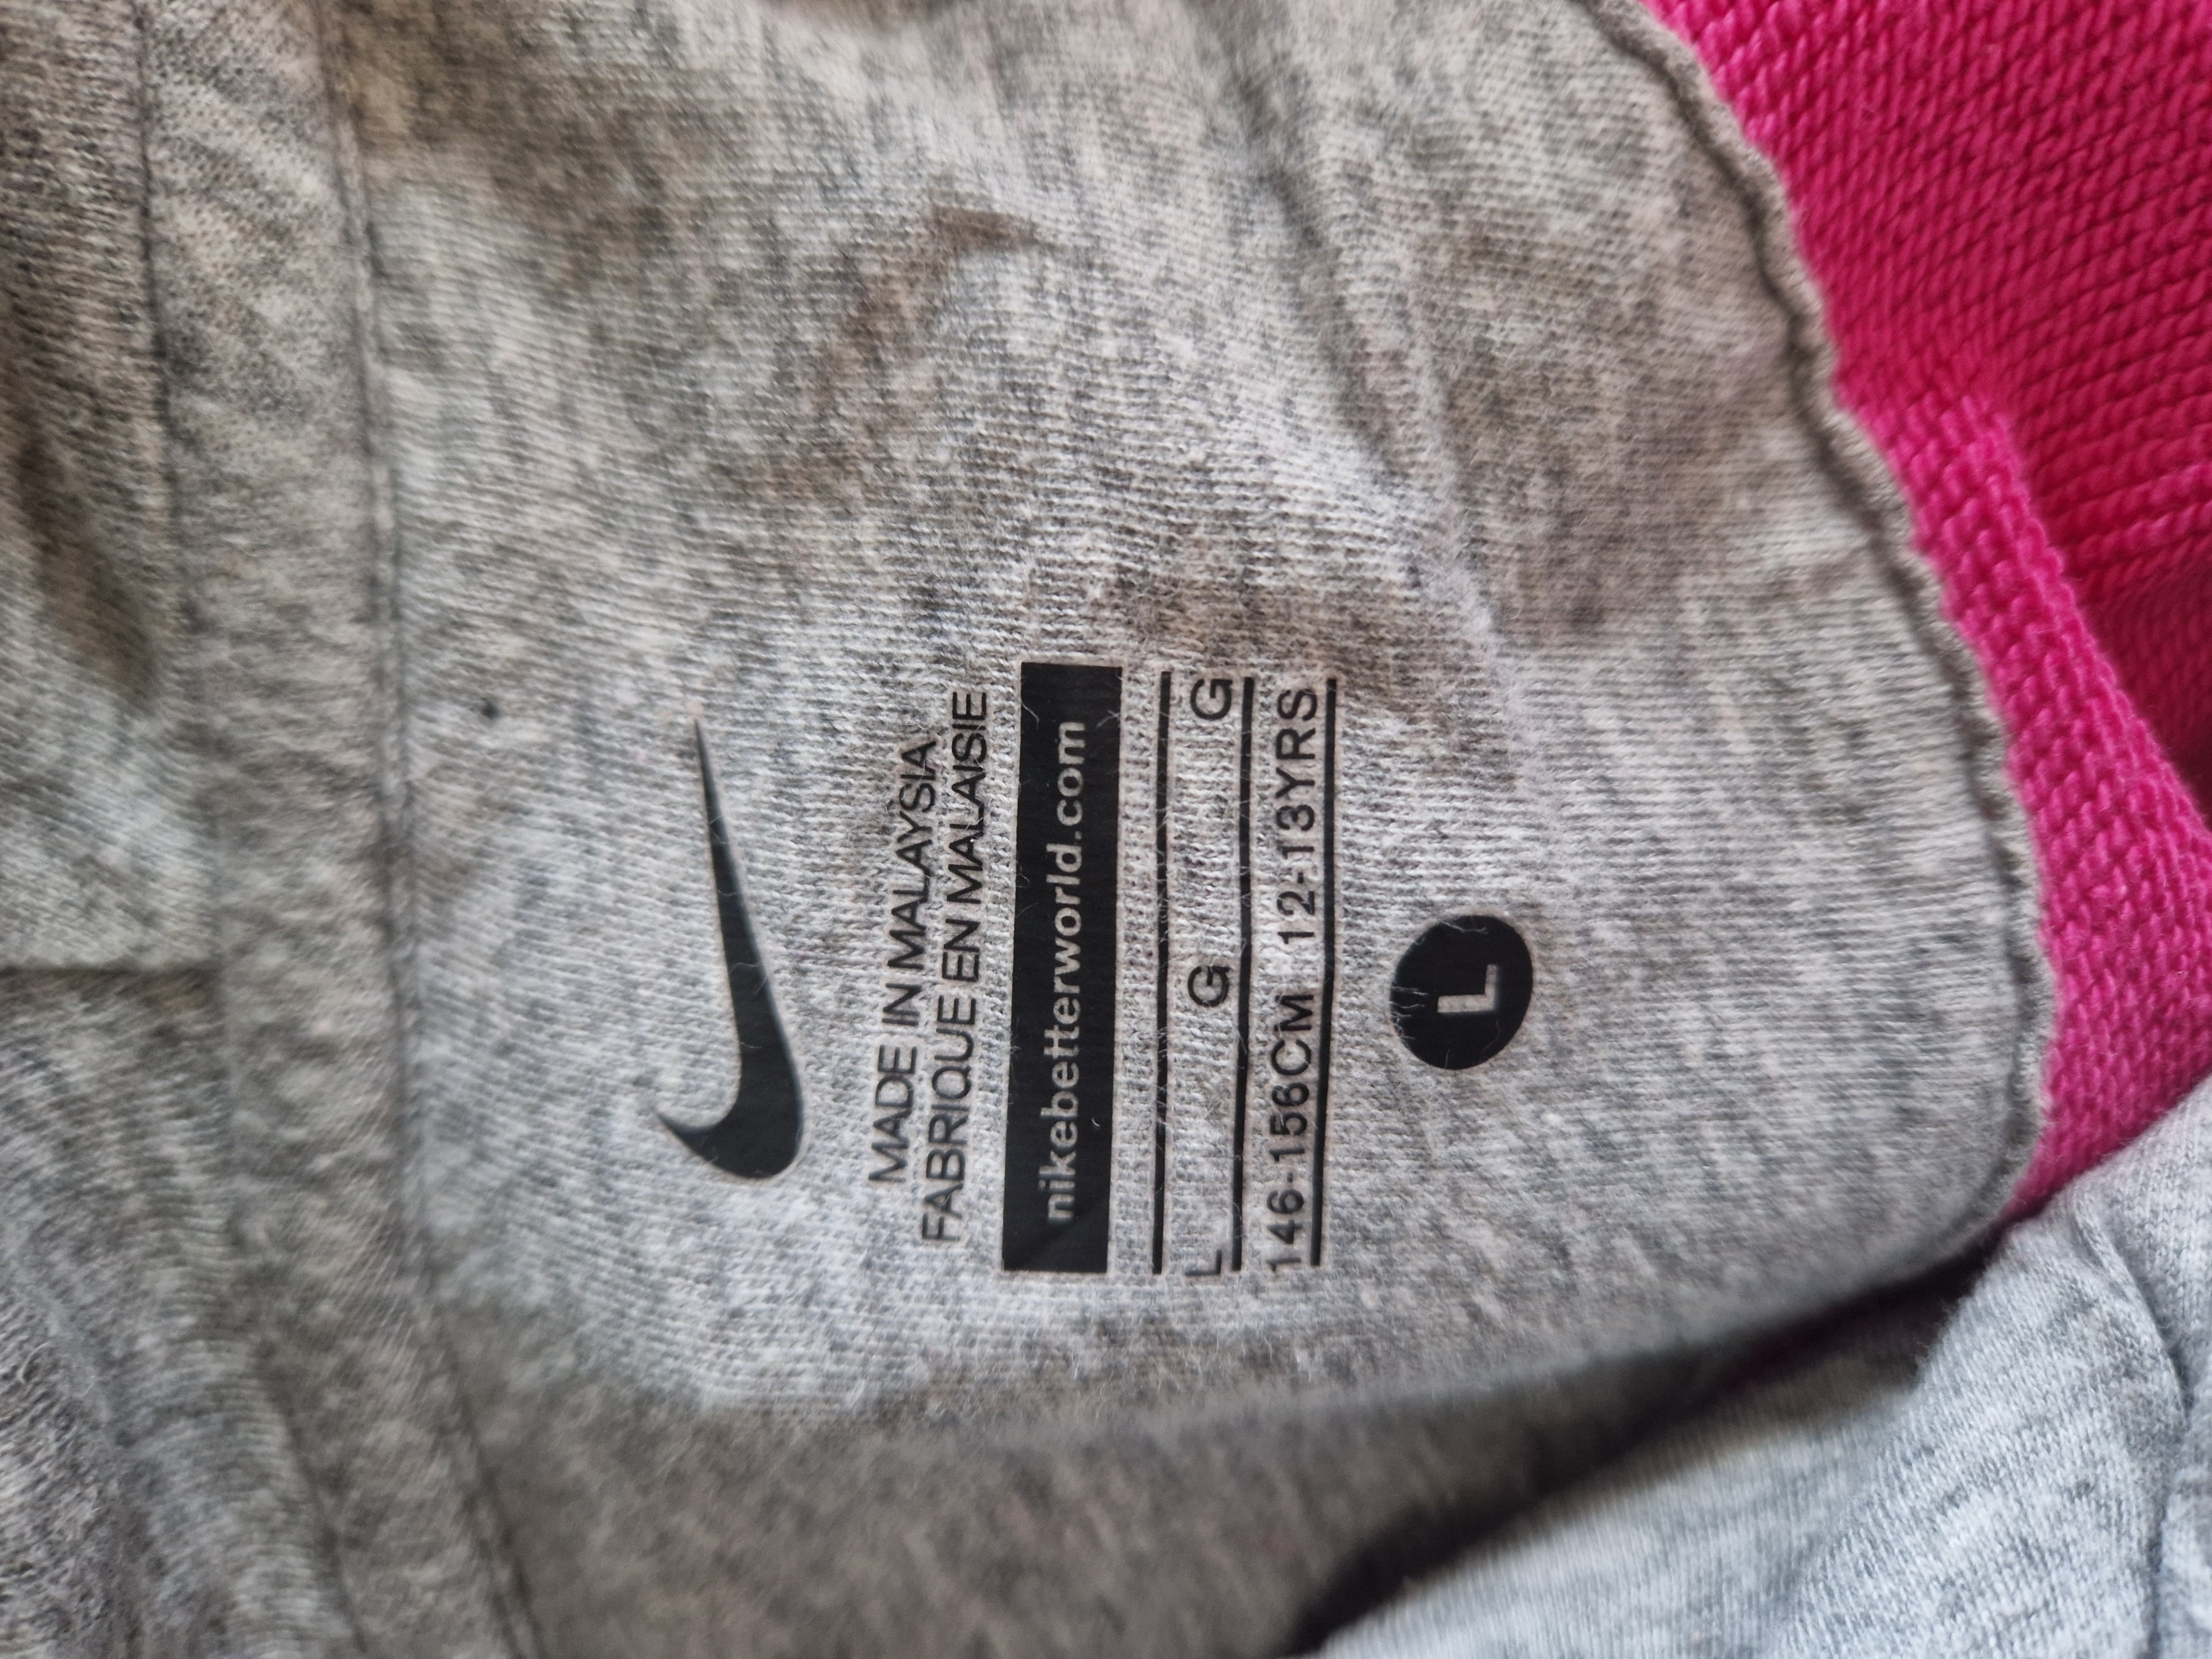 MADE IN MALAYSIA
FABRIQUE EN MALAISIE
nikebetterworld.com
L G G
146-156CM 12-13YRS
L